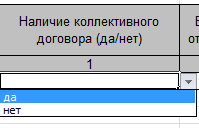 Наличие коллективного
договора (да/нет)
1
да
нет